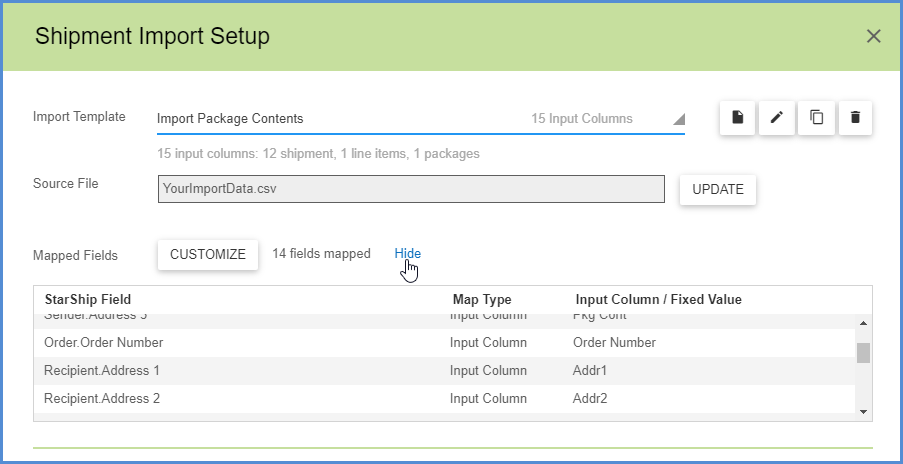 Shipment Import Setup
Import Template Import Package Contents 15 Input Columns
15 input columns: 12 shipment, 1 line items, 1 packages
Source File YourImportData.csv UPDATE
Mapped Fields CUSTOMIZE 14 fields mapped Hide
StarShip Field Map Type Input Column / Fixed Value
Sender.Address 3 Input Column Pkg Cont
Order.Order Number Input Column Order Number
Recipient.Address 1 Input Column Addr1
Recipient.Address 2 Input Column Addr2